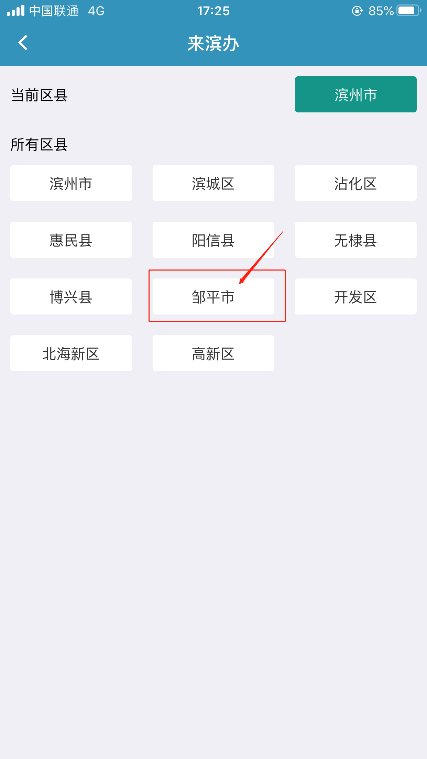 中国联通 4G 17:25 85%
来滨办
当前区县 滨州市
所有区县
滨州市 滨城区 沾化区
惠民县 阳信县 无棣县
博兴县 邹平市 开发区
北海新区 高新区